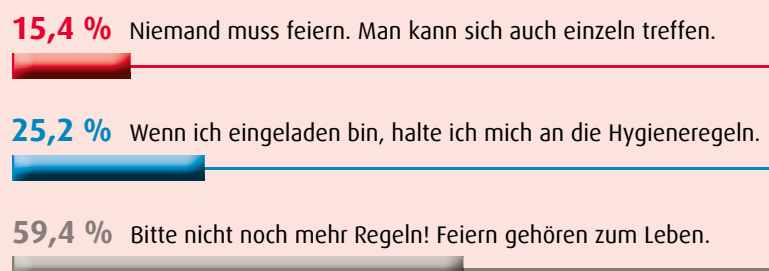 15,4 % Niemand muss feiern. Man kann sich auch einzeln treffen.
25,2 % Wenn ich eingeladen bin, halte ich mich an die Hygieneregeln.
59,4 % Bitte nicht noch mehr Regeln! Feiern gehören zum Leben.